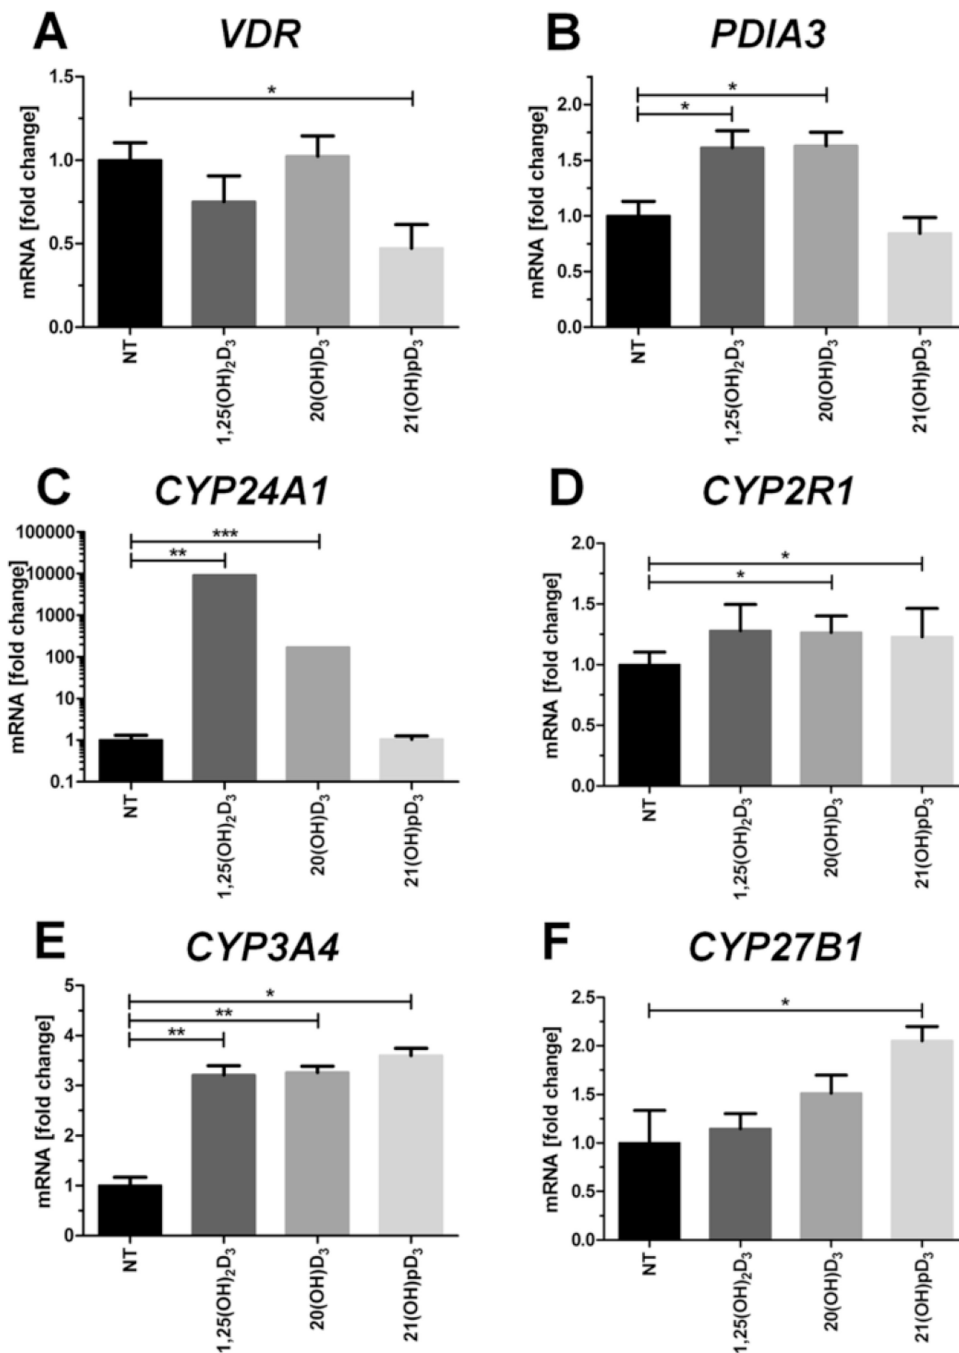 A VDR
*
mRNA [fold change]
1.5
1.0
0.5
0.0
NT
1,25(OH)₂D₃
20(OH)D₃
21(OH)pD₃
B PDIA3
*
*
mRNA [fold change]
2.0
1.5
1.0
0.5
0.0
NT
1,25(OH)₂D₃
20(OH)D₃
21(OH)pD₃
C CYP24A1
***
**
mRNA [fold change]
100000
10000
1000
100
10
1
0.1
NT
1,25(OH)₂D₃
20(OH)D₃
21(OH)pD₃
D CYP2R1
*
*
mRNA [fold change]
2.0
1.5
1.0
0.5
0.0
NT
1,25(OH)₂D₃
20(OH)D₃
21(OH)pD₃
E CYP3A4
*
**
**
mRNA [fold change]
5
4
3
2
1
0
NT
1,25(OH)₂D₃
20(OH)D₃
21(OH)pD₃
F CYP27B1
*
mRNA [fold change]
2.5
2.0
1.5
1.0
0.5
0.0
NT
1,25(OH)₂D₃
20(OH)D₃
21(OH)pD₃